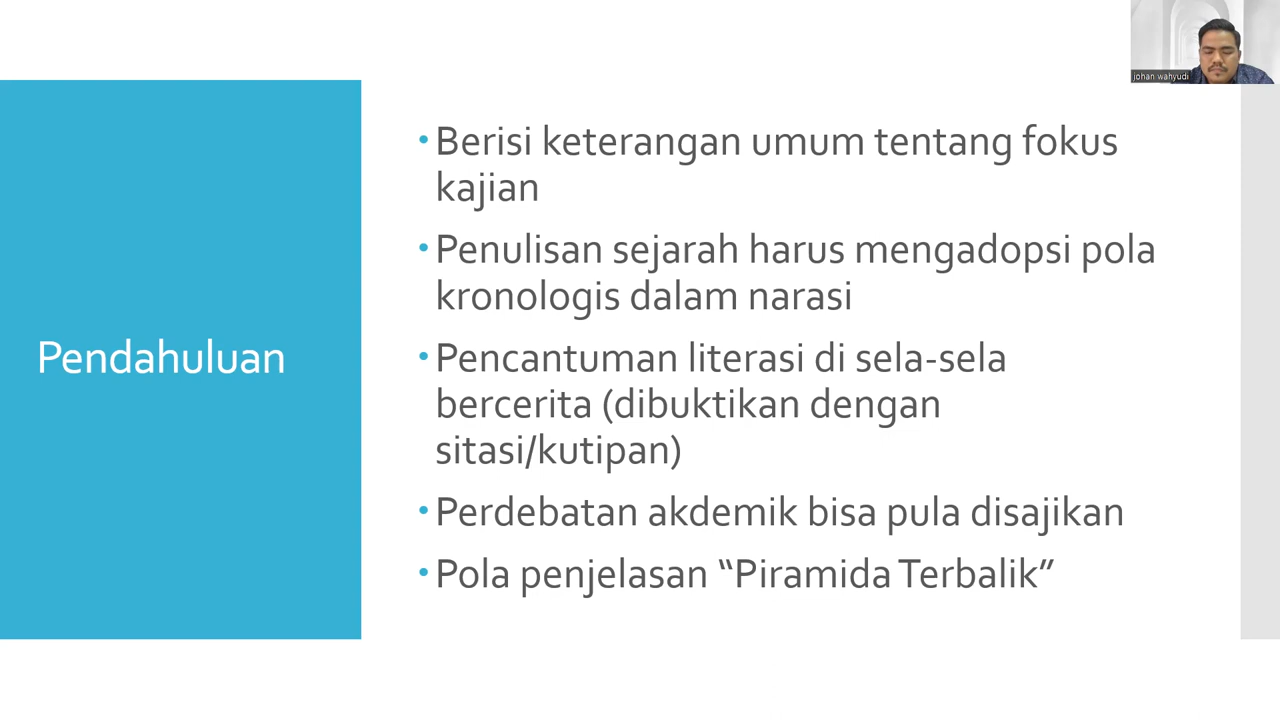 johan wahyudi
Pendahuluan
• Berisi keterangan umum tentang fokus
kajian
• Penulisan sejarah harus mengadopsi pola
kronologis dalam narasi
• Pencantuman literasi di sela-sela
bercerita (dibuktikan dengan
sitasi/kutipan)
• Perdebatan akdemik bisa pula disajikan
• Pola penjelasan “Piramida Terbalik”